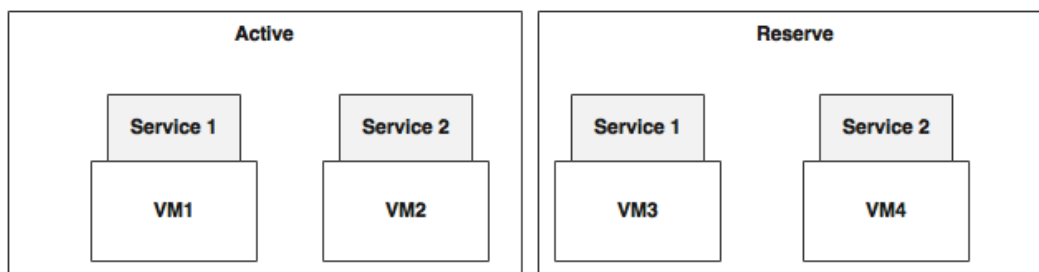 Active
Reserve
Service 1
Service 2
Service 1
Service 2
VM1
VM2
VM3
VM4